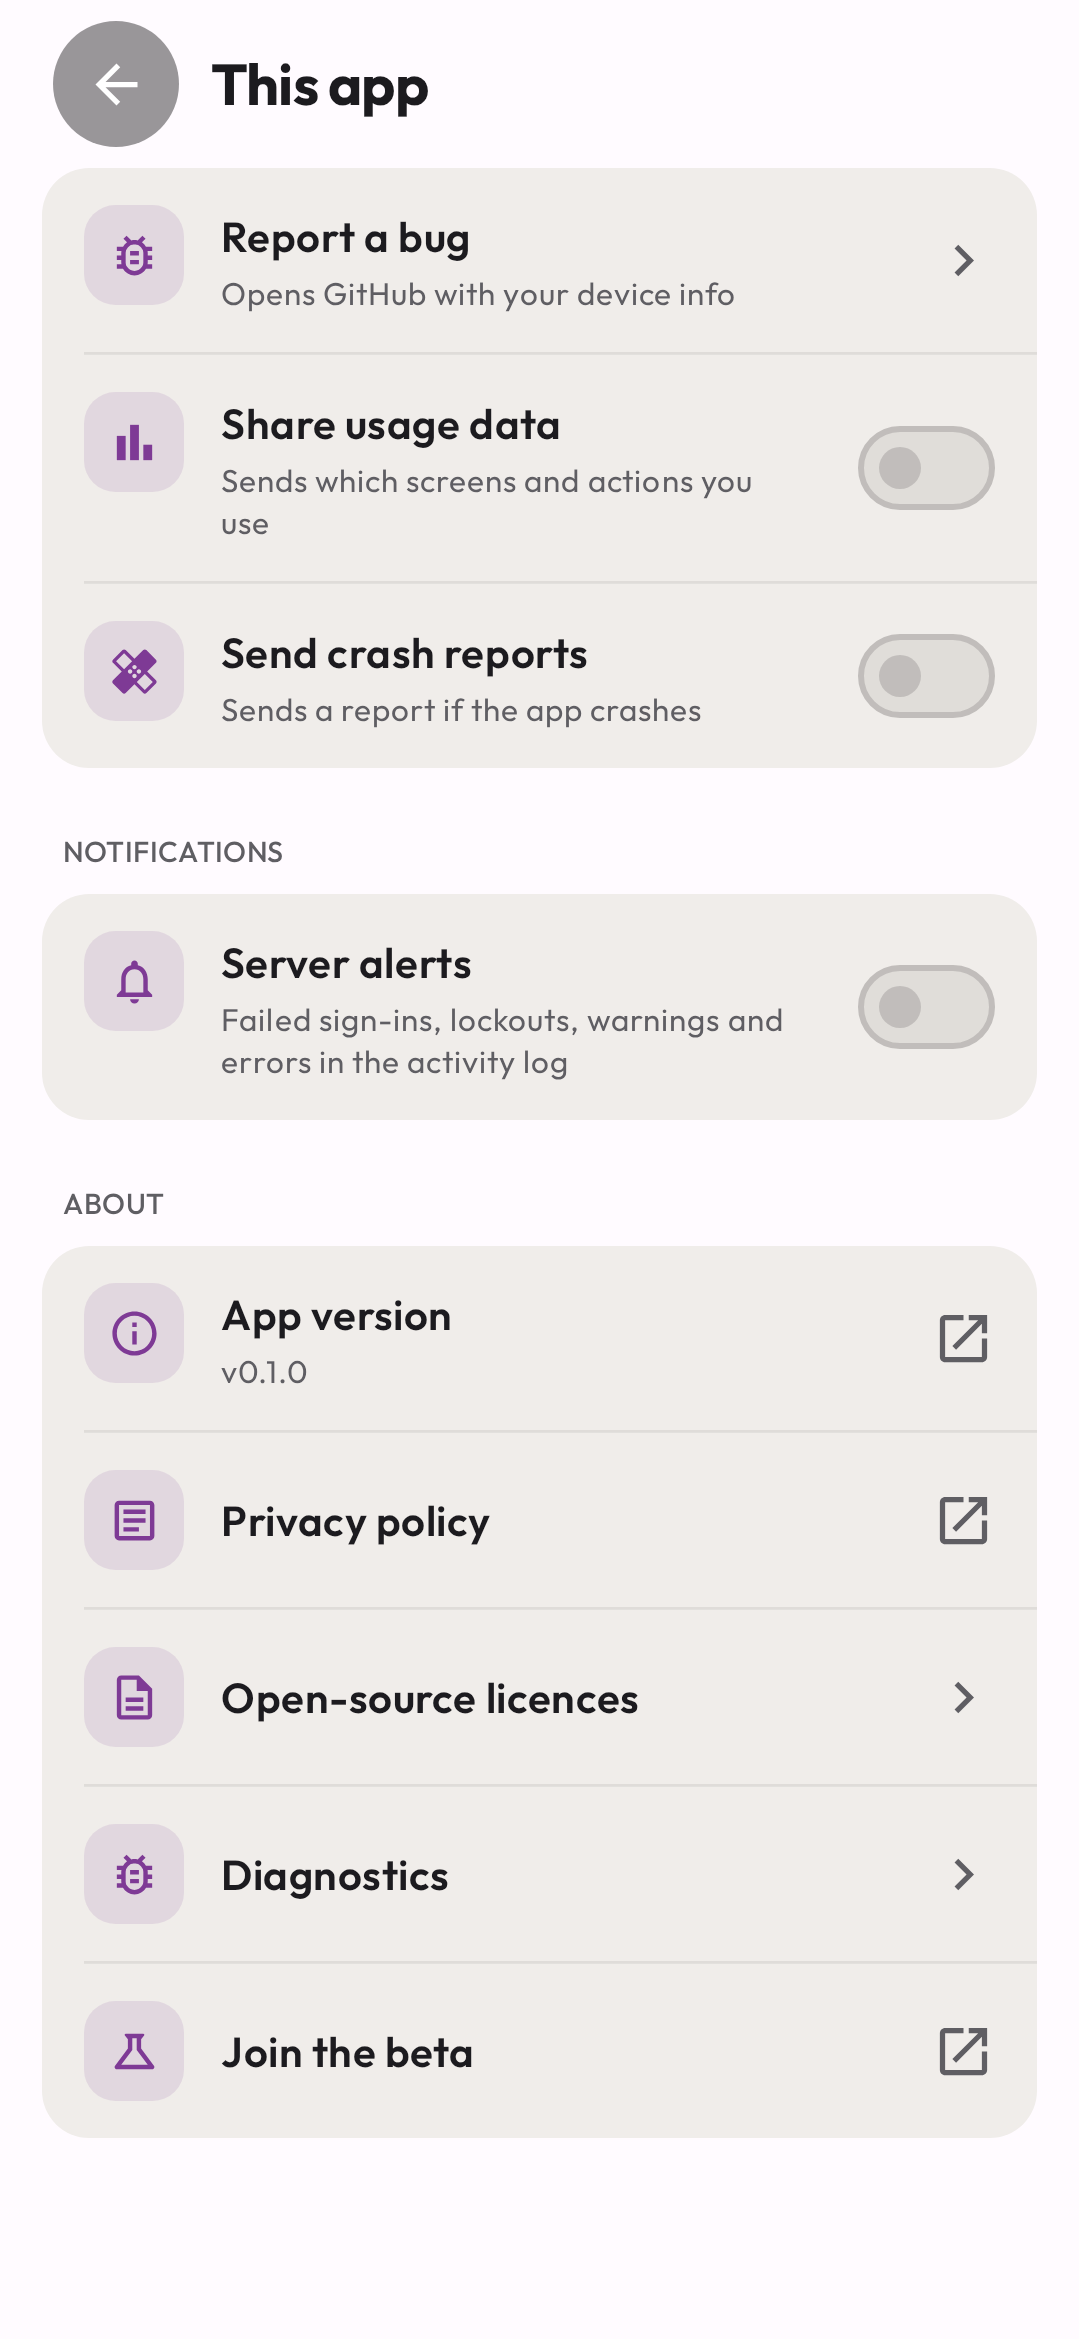 This app
Report a bug
Opens GitHub with your device info
Share usage data
Sends which screens and actions you
use
Send crash reports
Sends a report if the app crashes
NOTIFICATIONS
Server alerts
Failed sign-ins, lockouts, warnings and
errors in the activity log
ABOUT
App version
v0.1.0
Privacy policy
Open-source licences
Diagnostics
Join the beta